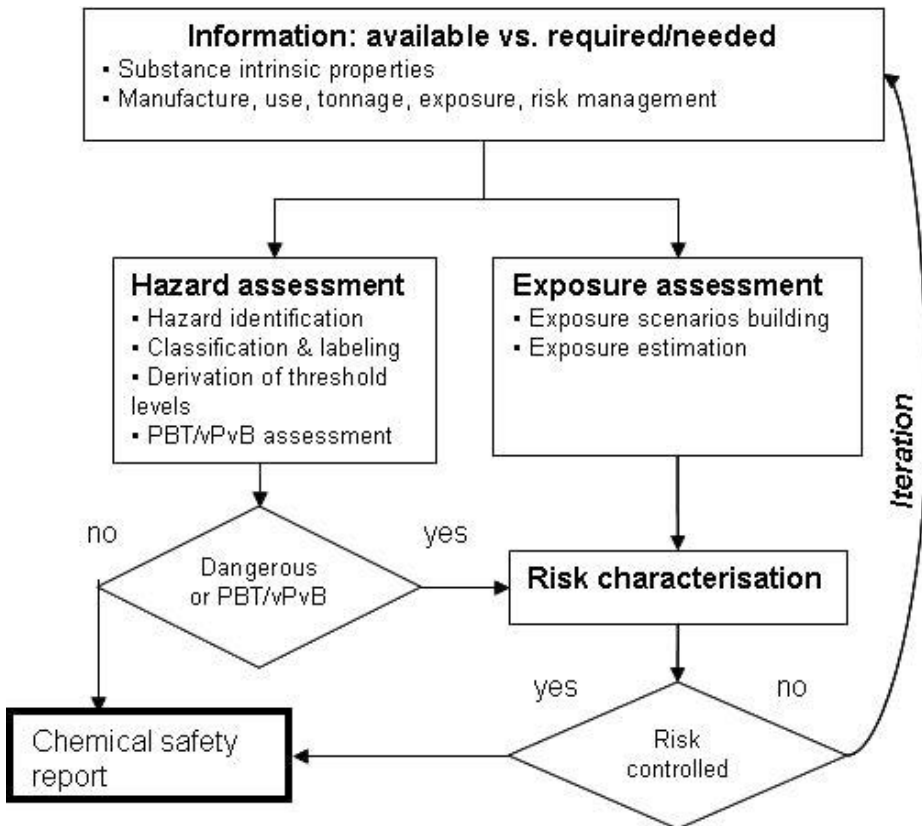 Information: available vs. required/needed
▪ Substance intrinsic properties
▪ Manufacture, use, tonnage, exposure, risk management
Hazard assessment
▪ Hazard identification
▪ Classification & labeling
▪ Derivation of threshold
levels
▪ PBT/vPvB assessment
Exposure assessment
▪ Exposure scenarios building
▪ Exposure estimation
Iteration
no
yes
Dangerous
or PBT/vPvB
Risk characterisation
yes
no
Chemical safety
report
Risk
controlled